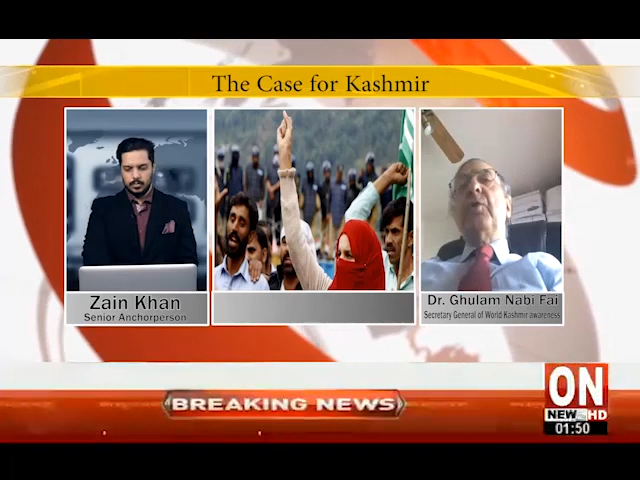 The Case for Kashmir
Zain Khan
Senior Anchorperson
Dr. Ghulam Nabi Fai
Secretary General of World Kashmir awareness
BREAKING NEWS
ON
NEWS HD
01:50